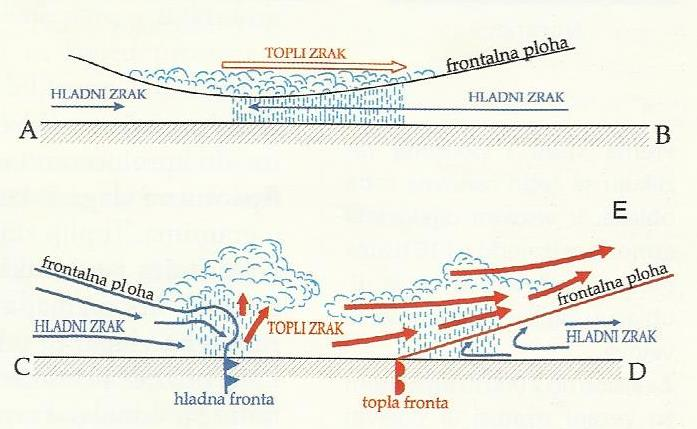 TOPLI ZRAK
frontalna ploha
HLADNI ZRAK
HLADNI ZRAK
A
B
E
frontalna ploha
frontalna ploha
HLADNI ZRAK
TOPLI ZRAK
HLADNI ZRAK
C
D
hladna fronta
topla fronta